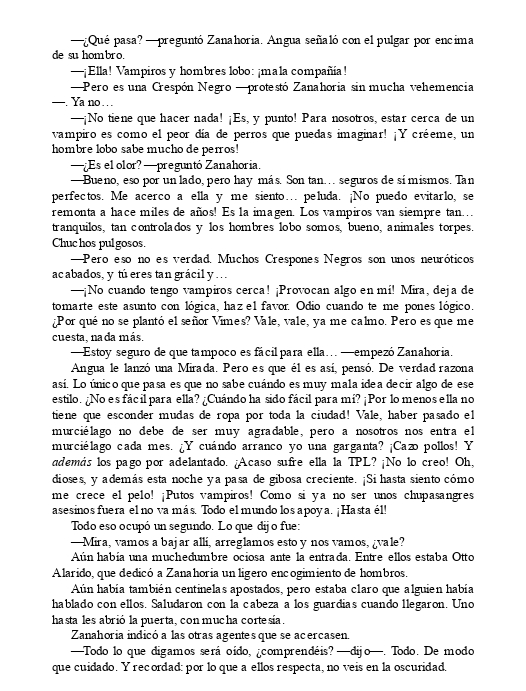 —¿Qué pasa? —preguntó Zanahoria. Angua señaló con el pulgar por encima
de su hombro.
—¡Ella! Vampiros y hombres lobo: ¡mala compañía!
—Pero es una Crespón Negro —protestó Zanahoria sin mucha vehemencia
—. Ya no…
—¡No tiene que hacer nada! ¡Es, y punto! Para nosotros, estar cerca de un
vampiro es como el peor día de perros que puedas imaginar! ¡Y créeme, un
hombre lobo sabe mucho de perros!
—¿Es el olor? —preguntó Zanahoria.
—Bueno, eso por un lado, pero hay más. Son tan… seguros de sí mismos. Tan
perfectos. Me acerco a ella y me siento… peluda. ¡No puedo evitarlo, se
remonta a hace miles de años! Es la imagen. Los vampiros van siempre tan…
tranquilos, tan controlados y los hombres lobo somos, bueno, animales torpes.
Chuchos pulgosos.
—Pero eso no es verdad. Muchos Crespones Negros son unos neuróticos
acabados, y tú eres tan grácil y…
—¡No cuando tengo vampiros cerca! ¡Provocan algo en mí! Mira, deja de
tomarte este asunto con lógica, haz el favor. Odio cuando te me pones lógico.
¿Por qué no se plantó el señor Vimes? Vale, vale, ya me calmo. Pero es que me
cuesta, nada más.
—Estoy seguro de que tampoco es fácil para ella… —empezó Zanahoria.
Angua le lanzó una Mirada. Pero es que él es así, pensó. De verdad razona
así. Lo único que pasa es que no sabe cuándo es muy mala idea decir algo de ese
estilo. ¿No es fácil para ella? ¿Cuándo ha sido fácil para mí? ¡Por lo menos ella no
tiene que esconder mudas de ropa por toda la ciudad! Vale, haber pasado el
murciélago no debe de ser muy agradable, pero a nosotros nos entra el
murciélago cada mes. ¿Y cuándo arranco yo una garganta? ¡Cazo pollos! Y
además los pago por adelantado. ¿Acaso sufre ella la TPL? ¡No lo creo! Oh,
dioses, y además esta noche ya pasa de gibosa creciente. ¡Si hasta siento cómo
me crece el pelo! ¡Putos vampiros! Como si ya no ser unos chupasangres
asesinos fuera el no va más. Todo el mundo los apoya. ¡Hasta él!
Todo eso ocupó un segundo. Lo que dijo fue:
—Mira, vamos a bajar allí, arreglamos esto y nos vamos, ¿vale?
Aún había una muchedumbre ociosa ante la entrada. Entre ellos estaba Otto
Alarido, que dedicó a Zanahoria un ligero encogimiento de hombros.
Aún había también centinelas apostados, pero estaba claro que alguien había
hablado con ellos. Saludaron con la cabeza a los guardias cuando llegaron. Uno
hasta les abrió la puerta, con mucha cortesía.
Zanahoria indicó a las otras agentes que se acercasen.
—Todo lo que digamos será oído, ¿comprendéis? —dijo—. Todo. De modo
que cuidado. Y recordad: por lo que a ellos respecta, no veis en la oscuridad.